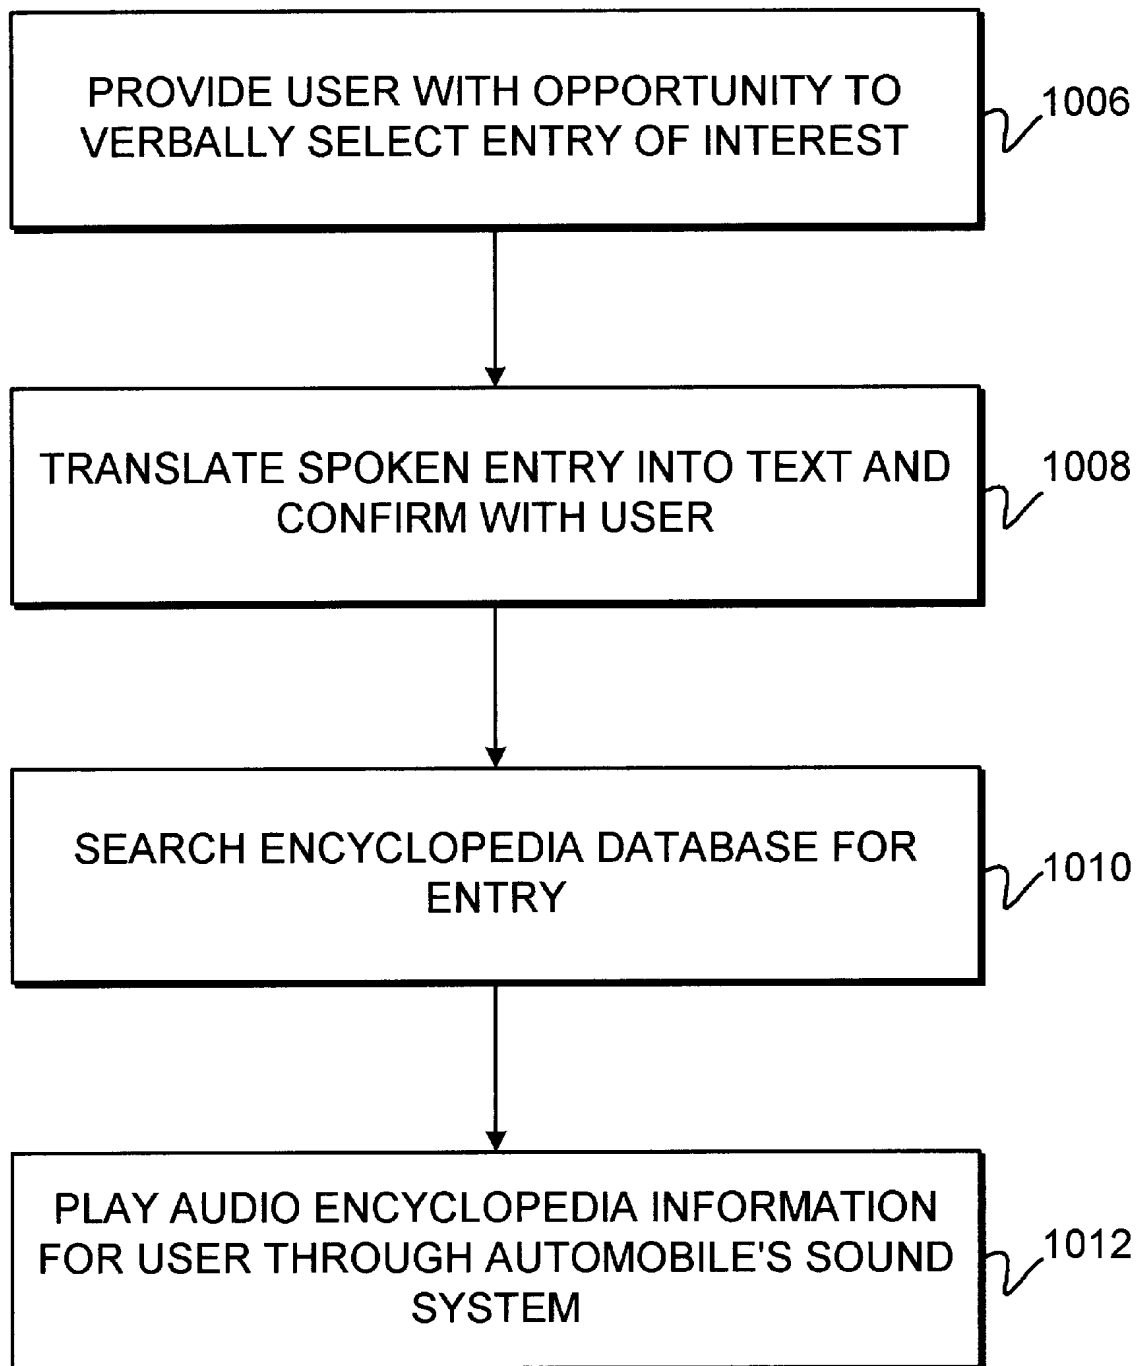 PROVIDE USER WITH OPPORTUNITY TO
VERBALLY SELECT ENTRY OF INTEREST
1006
TRANSLATE SPOKEN ENTRY INTO TEXT AND
CONFIRM WITH USER
1008
SEARCH ENCYCLOPEDIA DATABASE FOR
ENTRY
1010
PLAY AUDIO ENCYCLOPEDIA INFORMATION
FOR USER THROUGH AUTOMOBILE'S SOUND
SYSTEM
1012